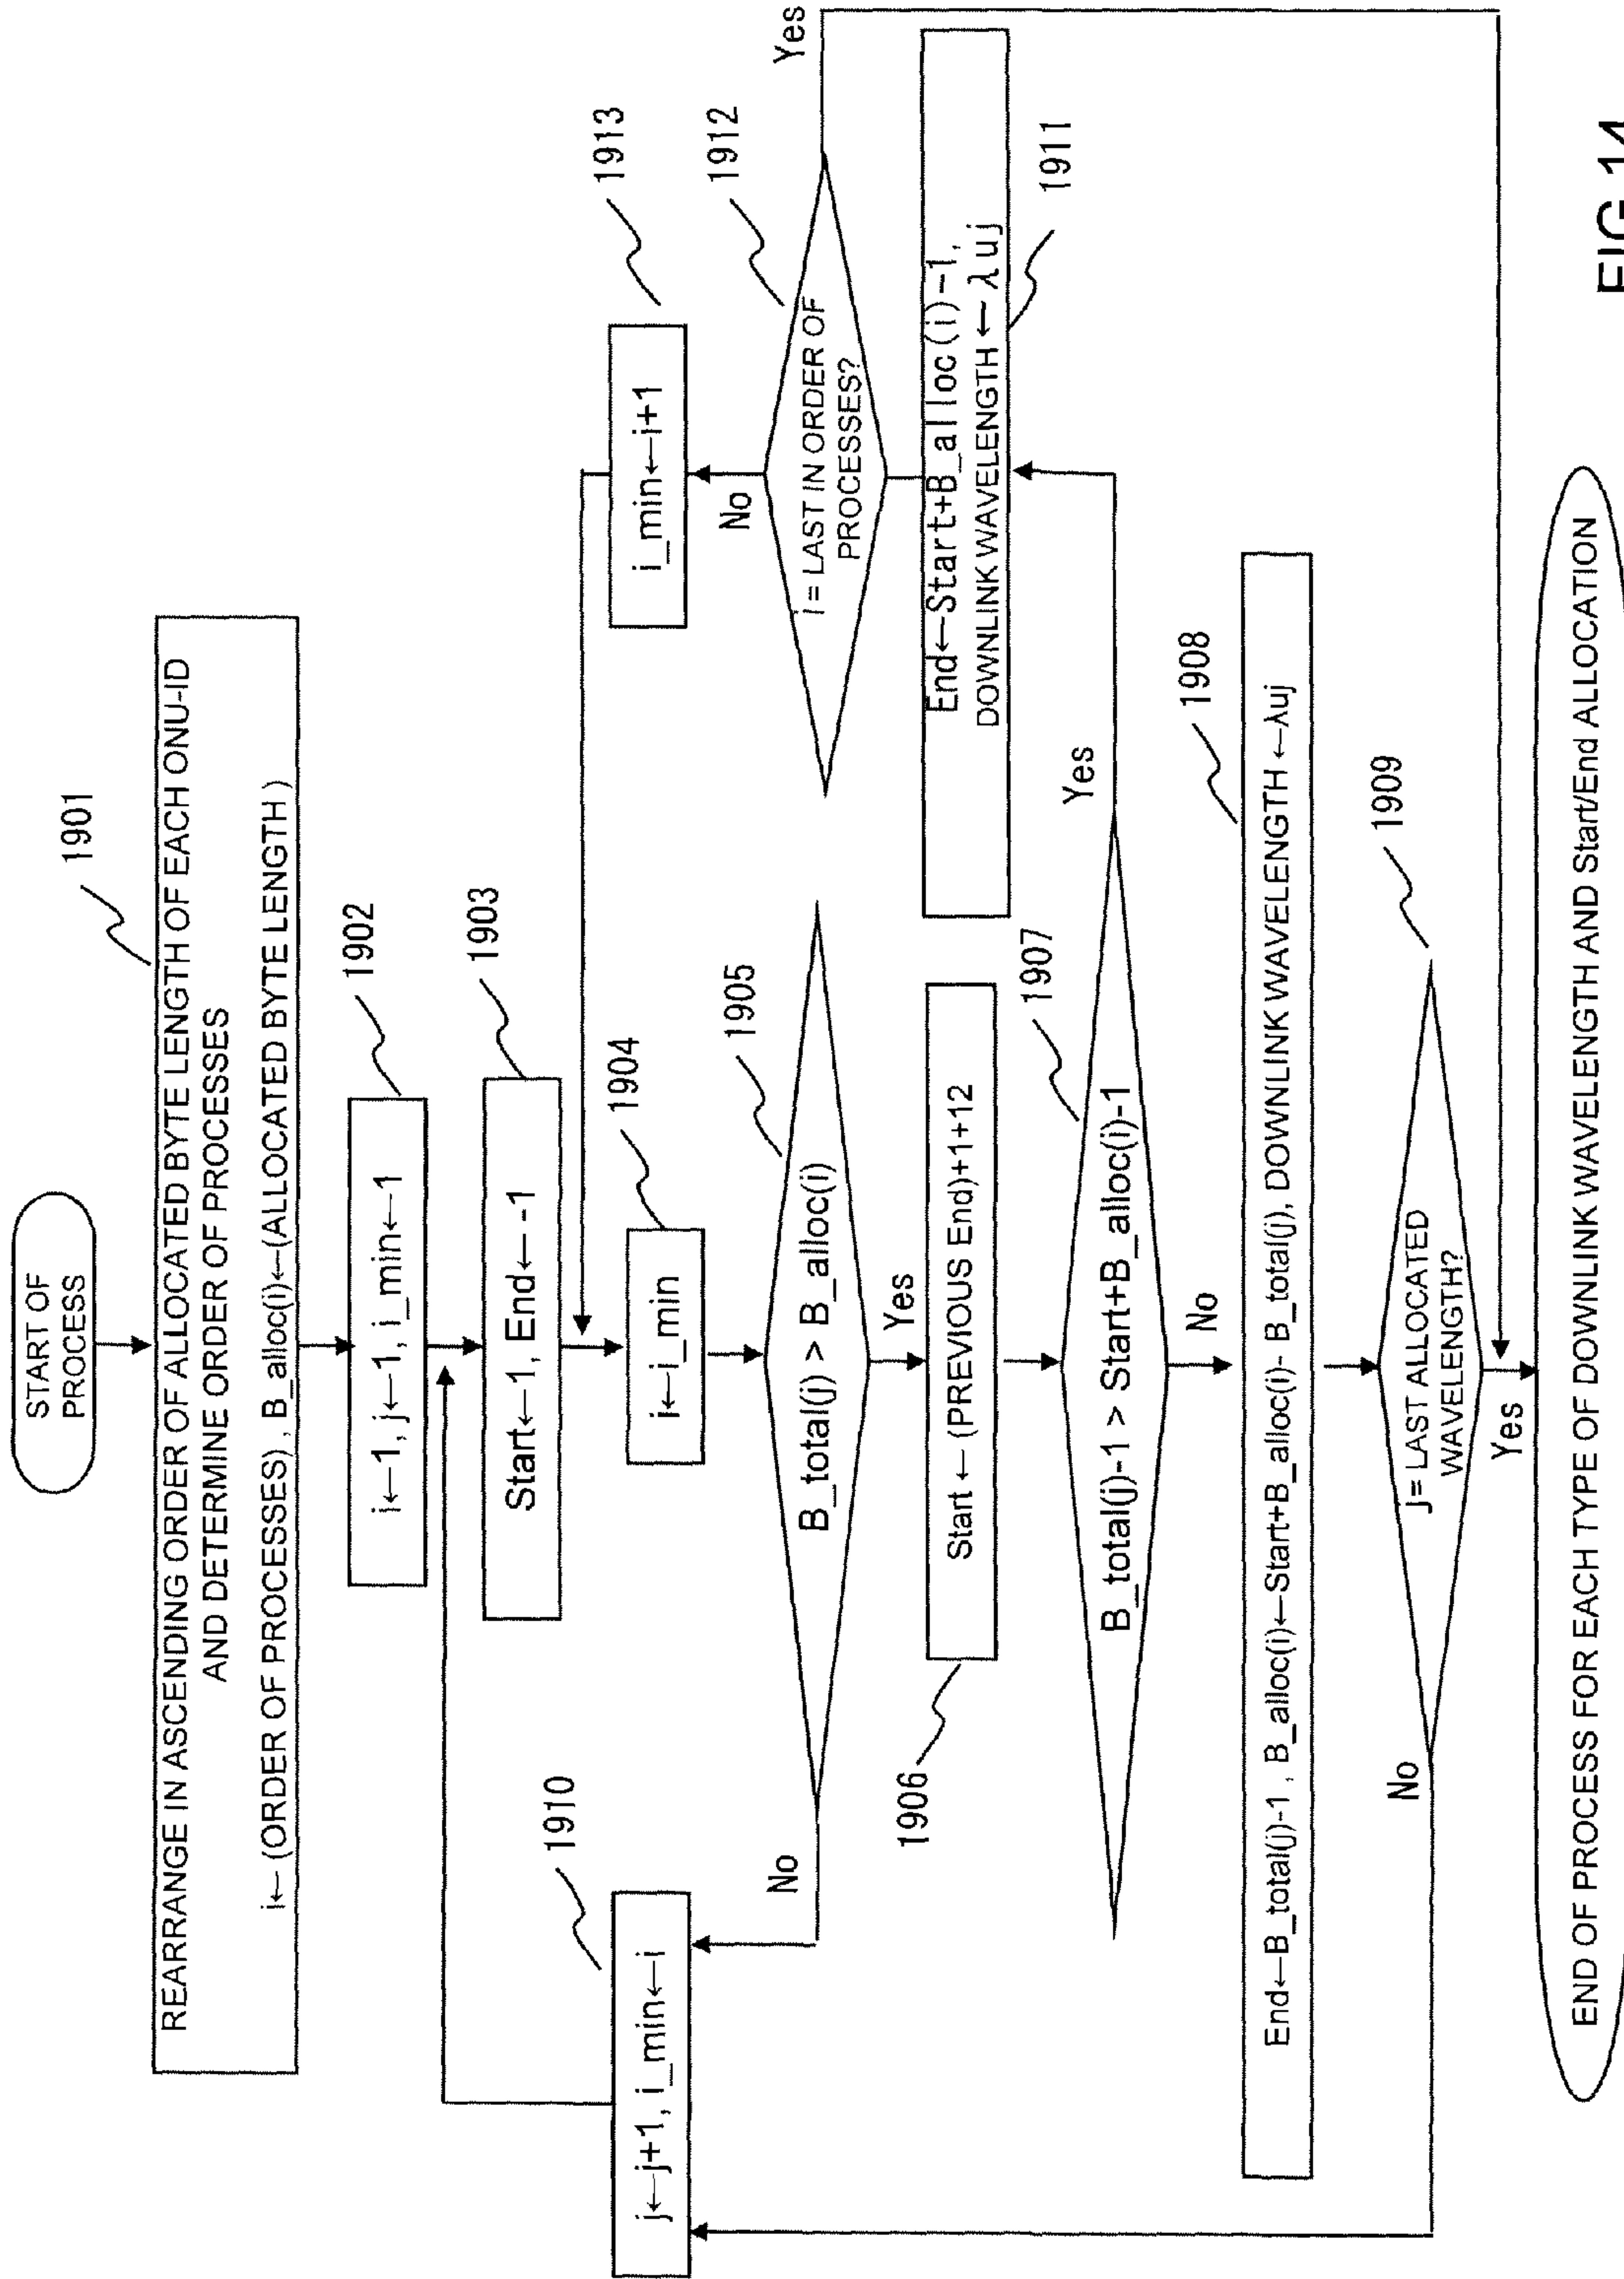 START OF
PROCESS
1901
REARRANGE IN ASCENDING ORDER OF ALLOCATED BYTE LENGTH OF EACH ONU-ID
AND DETERMINE ORDER OF PROCESSES
i← (ORDER OF PROCESSES) , B_alloc(i)←(ALLOCATED BYTE LENGTH )
1902
i←1, j←1, i_min←1
1903
Start←1, End←-1
1904
i←i_min
1905
B_total(j) > B_alloc(i)
Yes
No
1906
Start ← (PREVIOUS End)+1+12
1907
B_total(j)-1 > Start+B_alloc(i)-1
Yes
No
1908
End←B_total(j)-1 , B_alloc(i)←Start+B_alloc(i)- B_total(j), DOWNLINK WAVELENGTH ←λuj
1909
j= LAST ALLOCATED
WAVELENGTH?
No
Yes
1910
j←j+1, i_min←i
1911
End←Start+B_alloc(i)-1,
DOWNLINK WAVELENGTH ← λuj
1912
i= LAST IN ORDER OF
PROCESSES?
Yes
No
1913
i_min←i+1
END OF PROCESS FOR EACH TYPE OF DOWNLINK WAVELENGTH AND Start/End ALLOCATION
FIG.14